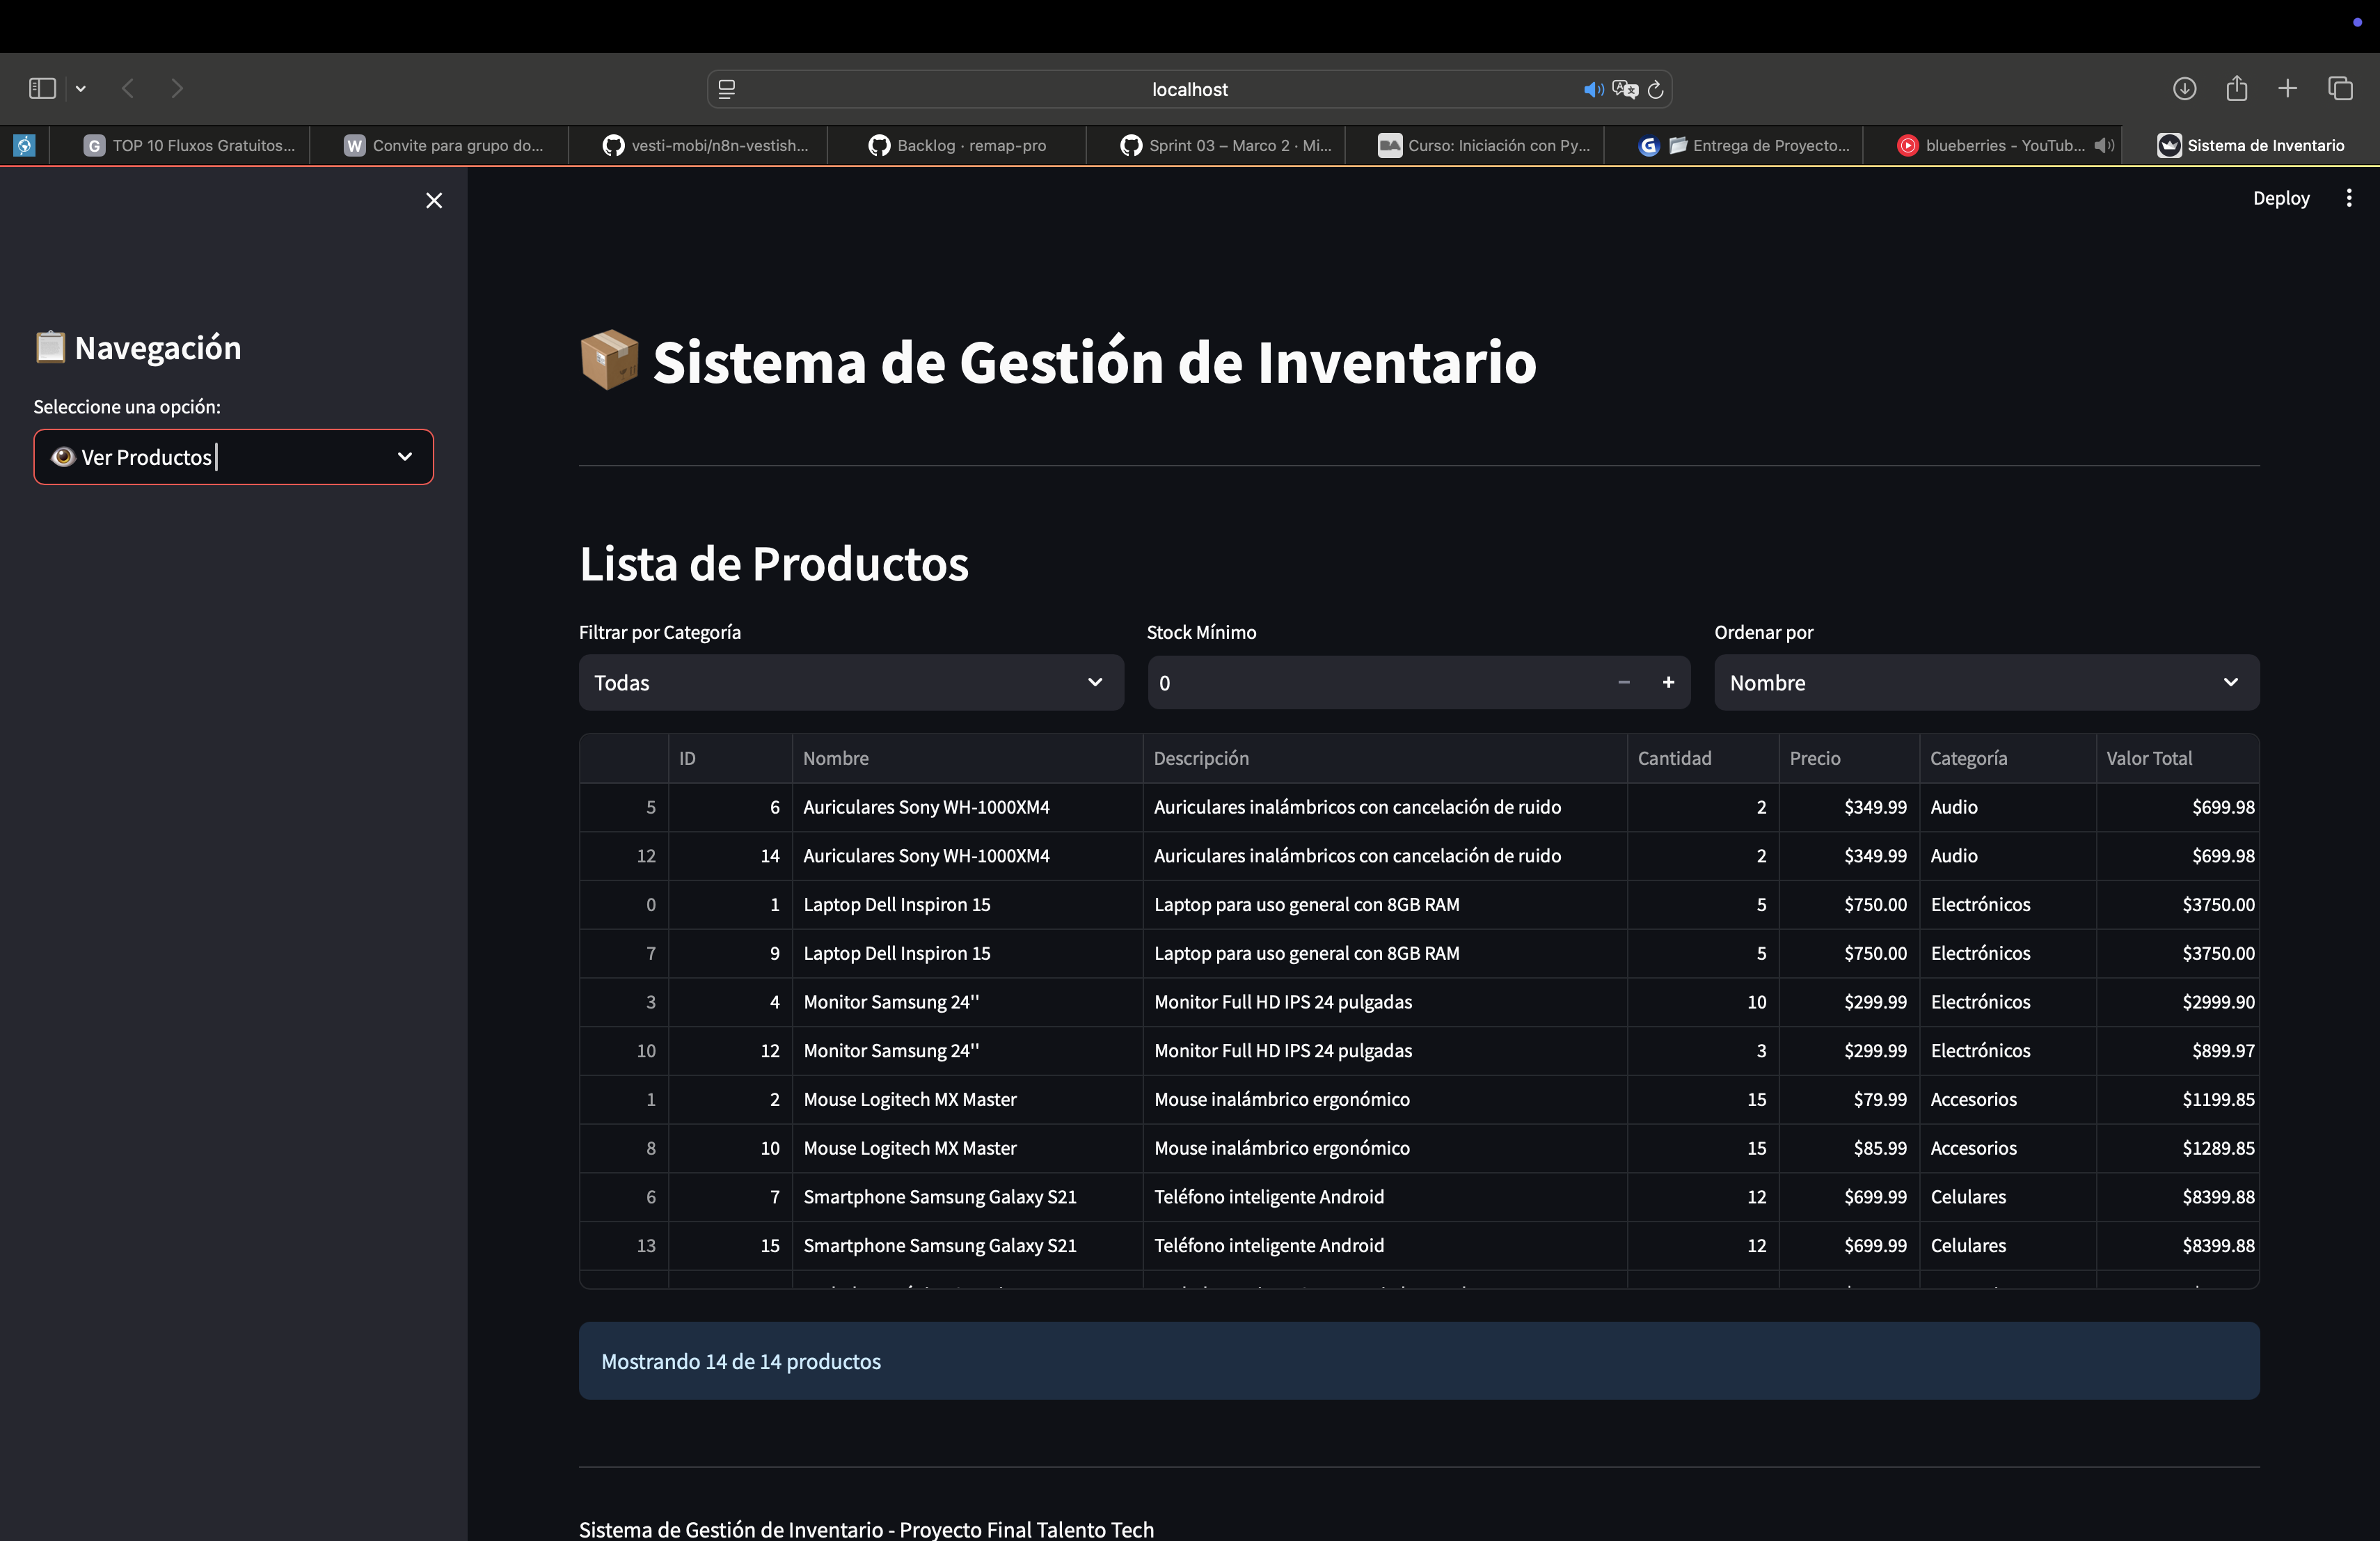 localhost
TOP 10 Fluxos Gratuitos...
Convite para grupo do...
vesti-mobi/n8n-vestish...
Backlog · remap-pro
Sprint 03 – Marco 2 · Mi...
Curso: Iniciación con Py...
Entrega de Proyecto...
blueberries - YouTub...
Sistema de Inventario
Deploy
Navegación
Seleccione una opción:
Ver Productos
Sistema de Gestión de Inventario
Lista de Productos
Filtrar por Categoría Stock Mínimo Ordenar por
Todas 0 Nombre
ID Nombre Descripción Cantidad Precio Categoría Valor Total
5 6 Auriculares Sony WH-1000XM4 Auriculares inalámbricos con cancelación de ruido 2 $349.99 Audio $699.98
12 14 Auriculares Sony WH-1000XM4 Auriculares inalámbricos con cancelación de ruido 2 $349.99 Audio $699.98
0 1 Laptop Dell Inspiron 15 Laptop para uso general con 8GB RAM 5 $750.00 Electrónicos $3750.00
7 9 Laptop Dell Inspiron 15 Laptop para uso general con 8GB RAM 5 $750.00 Electrónicos $3750.00
3 4 Monitor Samsung 24'' Monitor Full HD IPS 24 pulgadas 10 $299.99 Electrónicos $2999.90
10 12 Monitor Samsung 24'' Monitor Full HD IPS 24 pulgadas 3 $299.99 Electrónicos $899.97
1 2 Mouse Logitech MX Master Mouse inalámbrico ergonómico 15 $79.99 Accesorios $1199.85
8 10 Mouse Logitech MX Master Mouse inalámbrico ergonómico 15 $85.99 Accesorios $1289.85
6 7 Smartphone Samsung Galaxy S21 Teléfono inteligente Android 12 $699.99 Celulares $8399.88
13 15 Smartphone Samsung Galaxy S21 Teléfono inteligente Android 12 $699.99 Celulares $8399.88
Mostrando 14 de 14 productos
Sistema de Gestión de Inventario - Proyecto Final Talento Tech